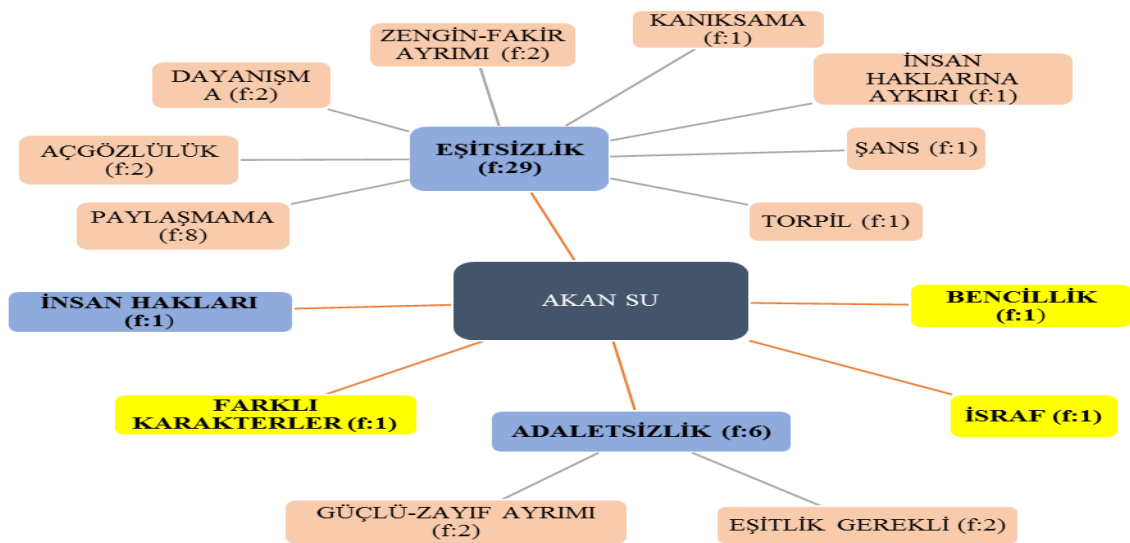 ZENGİN-FAKİR
AYRIMI (f:2)
KANIKSAMA
(f:1)
DAYANIŞM
A (f:2)
İNSAN
HAKLARINA
AYKIRI (f:1)
AÇGÖZLÜLÜK
(f:2)
EŞİTSİZLİK
(f:29)
ŞANS (f:1)
PAYLAŞMAMA
(f:8)
TORPİL (f:1)
İNSAN HAKLARI
(f:1)
AKAN SU
BENCİLLİK
(f:1)
FARKLI
KARAKTERLER (f:1)
ADALETSİZLİK (f:6)
İSRAF (f:1)
GÜÇLÜ-ZAYIF AYRIMI
(f:2)
EŞİTLİK GEREKLİ (f:2)